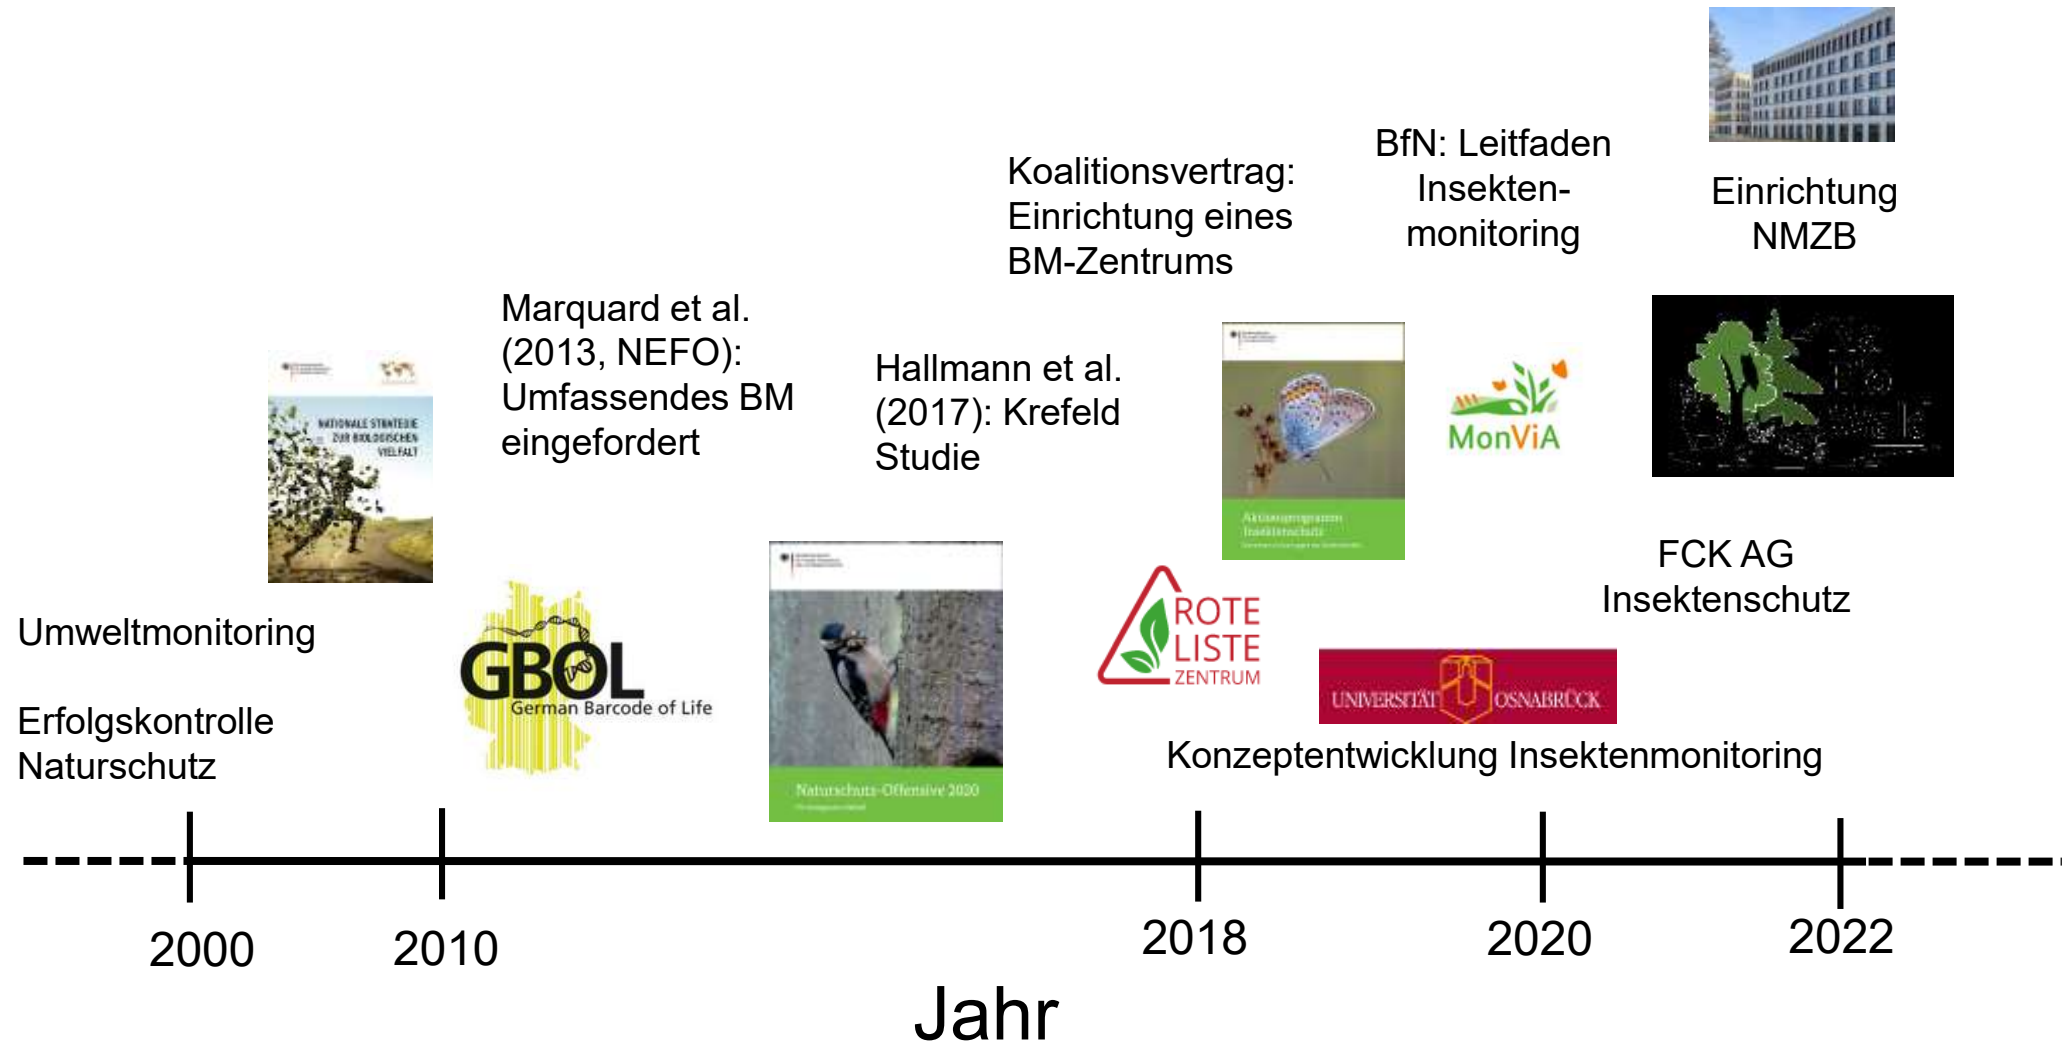 Koalitionsvertrag:
Einrichtung eines
BM-Zentrums
BfN: Leitfaden
Insekten-
monitoring
Einrichtung
NMZB
Marquard et al.
(2013, NEFO):
Umfassendes BM
eingefordert
Hallmann et al.
(2017): Krefeld
Studie
NATIONALE STRATEGIE
ZUR BIOLOGISCHEN
VIELFALT
MonViA
Aktionsprogramm
Insektenschutz
FCK AG
Insektenschutz
Umweltmonitoring
Erfolgskontrolle
Naturschutz
GBOL
German Barcode of Life
Naturschutz-Offensive 2020
ROTE
LISTE
ZENTRUM
UNIVERSITÄT OSNABRÜCK
Konzeptentwicklung Insektenmonitoring
2000
2010
2018
2020
2022
Jahr